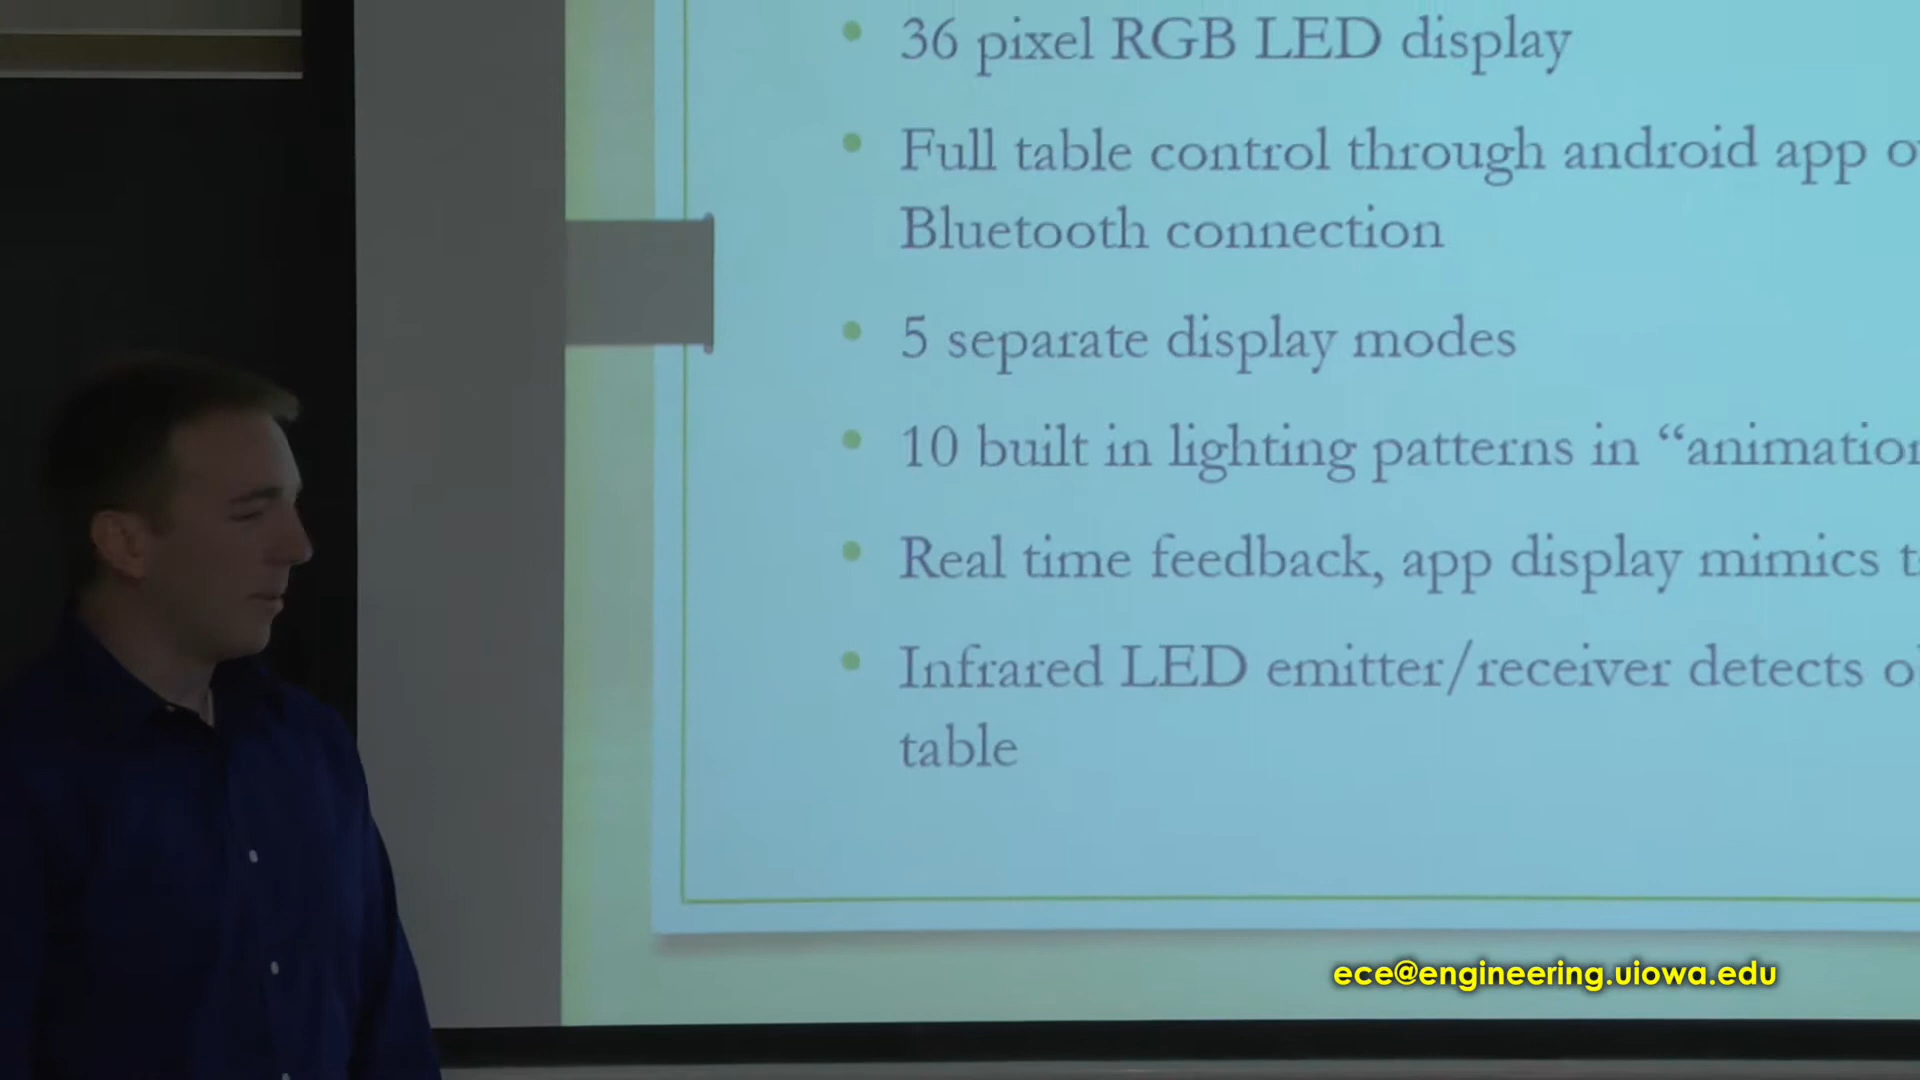 • 36 pixel RGB LED display
• Full table control through android app
Bluetooth connection
• 5 separate display modes
• 10 built in lighting patterns in “
• Real time feedback, app display mimics
• Infrared LED emitter/receiver detects
table
ece@engineering.uiowa.edu